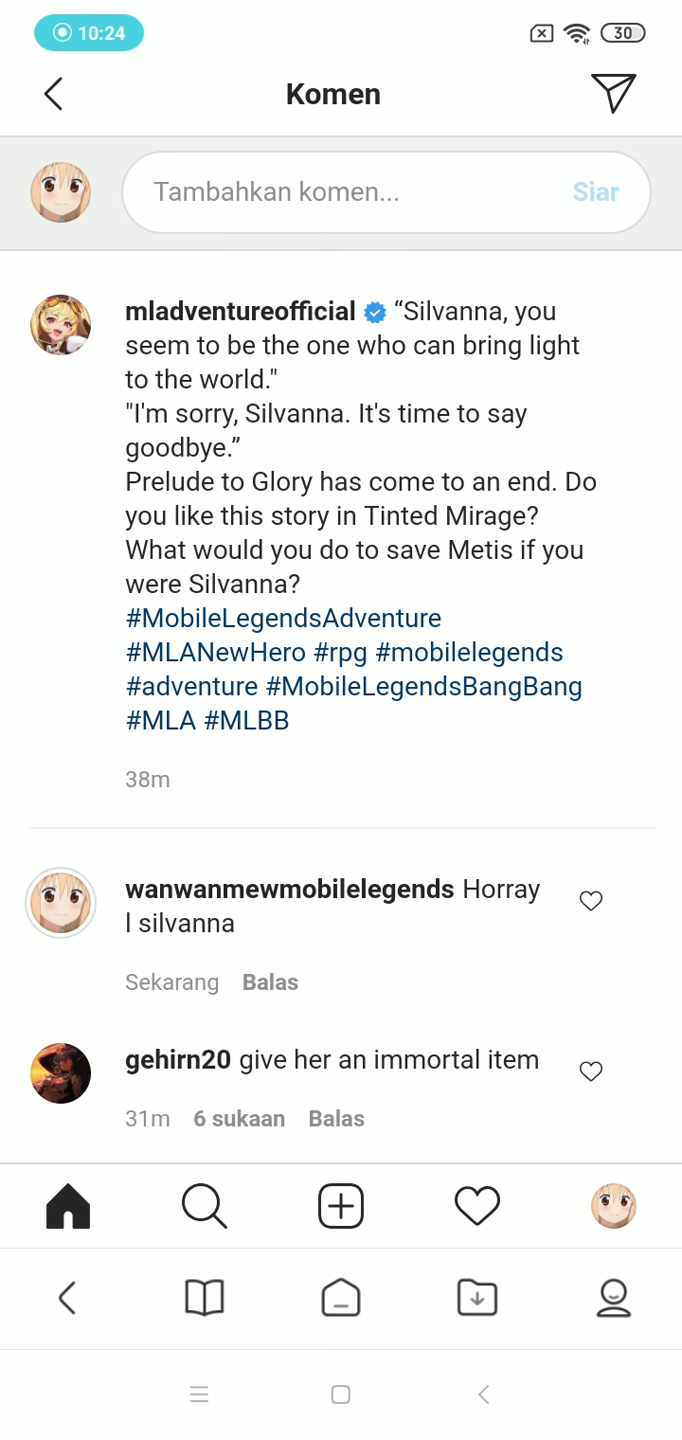 10:24
30
Komen
Tambahkan komen...
Siar
mladventureofficial “Silvanna, you
seem to be the one who can bring light
to the world."
"I'm sorry, Silvanna. It's time to say
goodbye.”
Prelude to Glory has come to an end. Do
you like this story in Tinted Mirage?
What would you do to save Metis if you
were Silvanna?
#MobileLegendsAdventure
#MLANewHero #rpg #mobilelegends
#adventure #MobileLegendsBangBang
#MLA #MLBB
38m
wanwanmewmobilelegends Horray
l silvanna
Sekarang Balas
gehirn20 give her an immortal item
31m 6 sukaan Balas